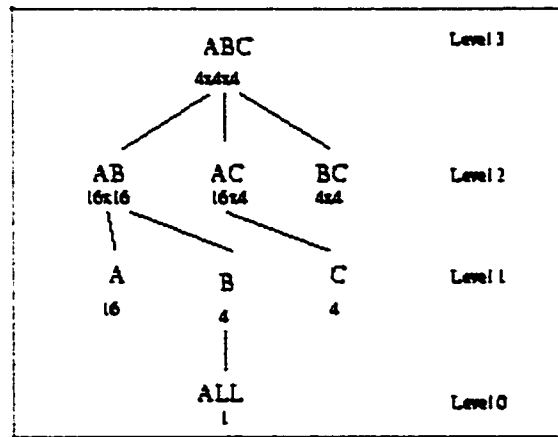 ABC Level 3
4x4x4
AB AC BC Level 2
16x16 16x4 4x4
A B C Level 1
16 4 4
ALL Level 0
1